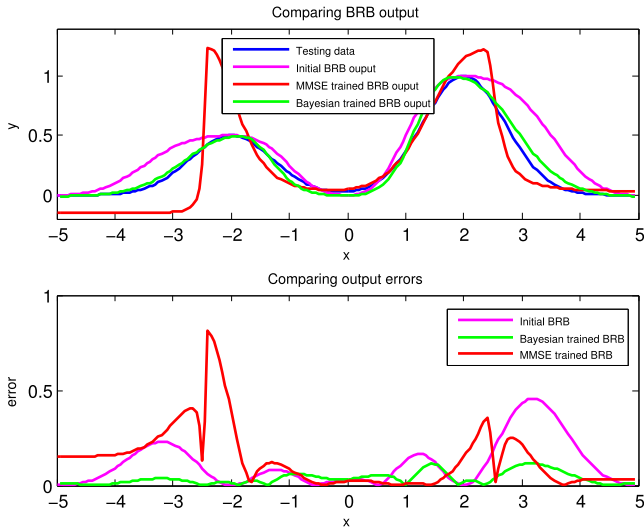 Comparing BRB output
Testing data
Initial BRB ouput
MMSE trained BRB ouput
Bayesian trained BRB ouput
1
0.5
0
y
−5 −4 −3 −2 −1 0 1 2 3 4 5
x
Comparing output errors
Initial BRB
Bayesian trained BRB
MMSE trained BRB
1
0.5
0
error
−5 −4 −3 −2 −1 0 1 2 3 4 5
x